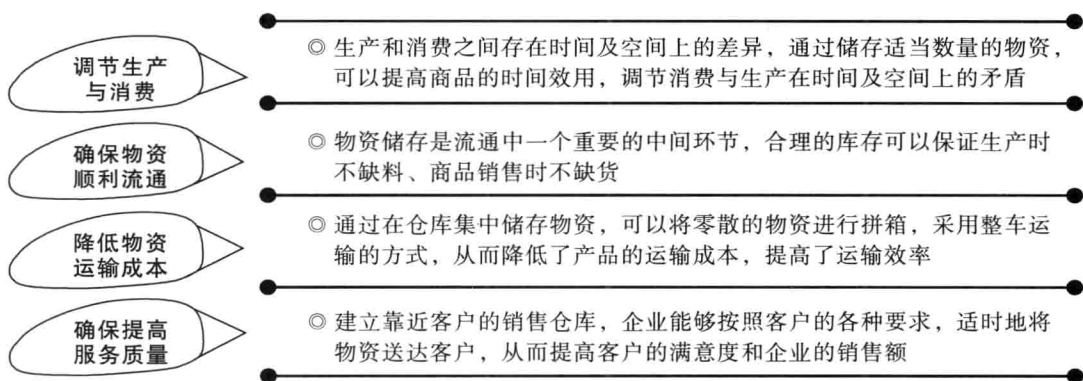 调节生产
与消费
◎ 生产和消费之间存在时间及空间上的差异，通过储存适当数量的物资，
可以提高商品的时间效用，调节消费与生产在时间及空间上的矛盾
确保物资
顺利流通
◎ 物资储存是流通中一个重要的中间环节，合理的库存可以保证生产时
不缺料、商品销售时不缺货
降低物资
运输成本
◎ 通过在仓库集中储存物资，可以将零散的物资进行拼箱，采用整车运
输的方式，从而降低了产品的运输成本，提高了运输效率
确保提高
服务质量
◎ 建立靠近客户的销售仓库，企业能够按照客户的各种要求，适时地将
物资送达客户，从而提高客户的满意度和企业的销售额